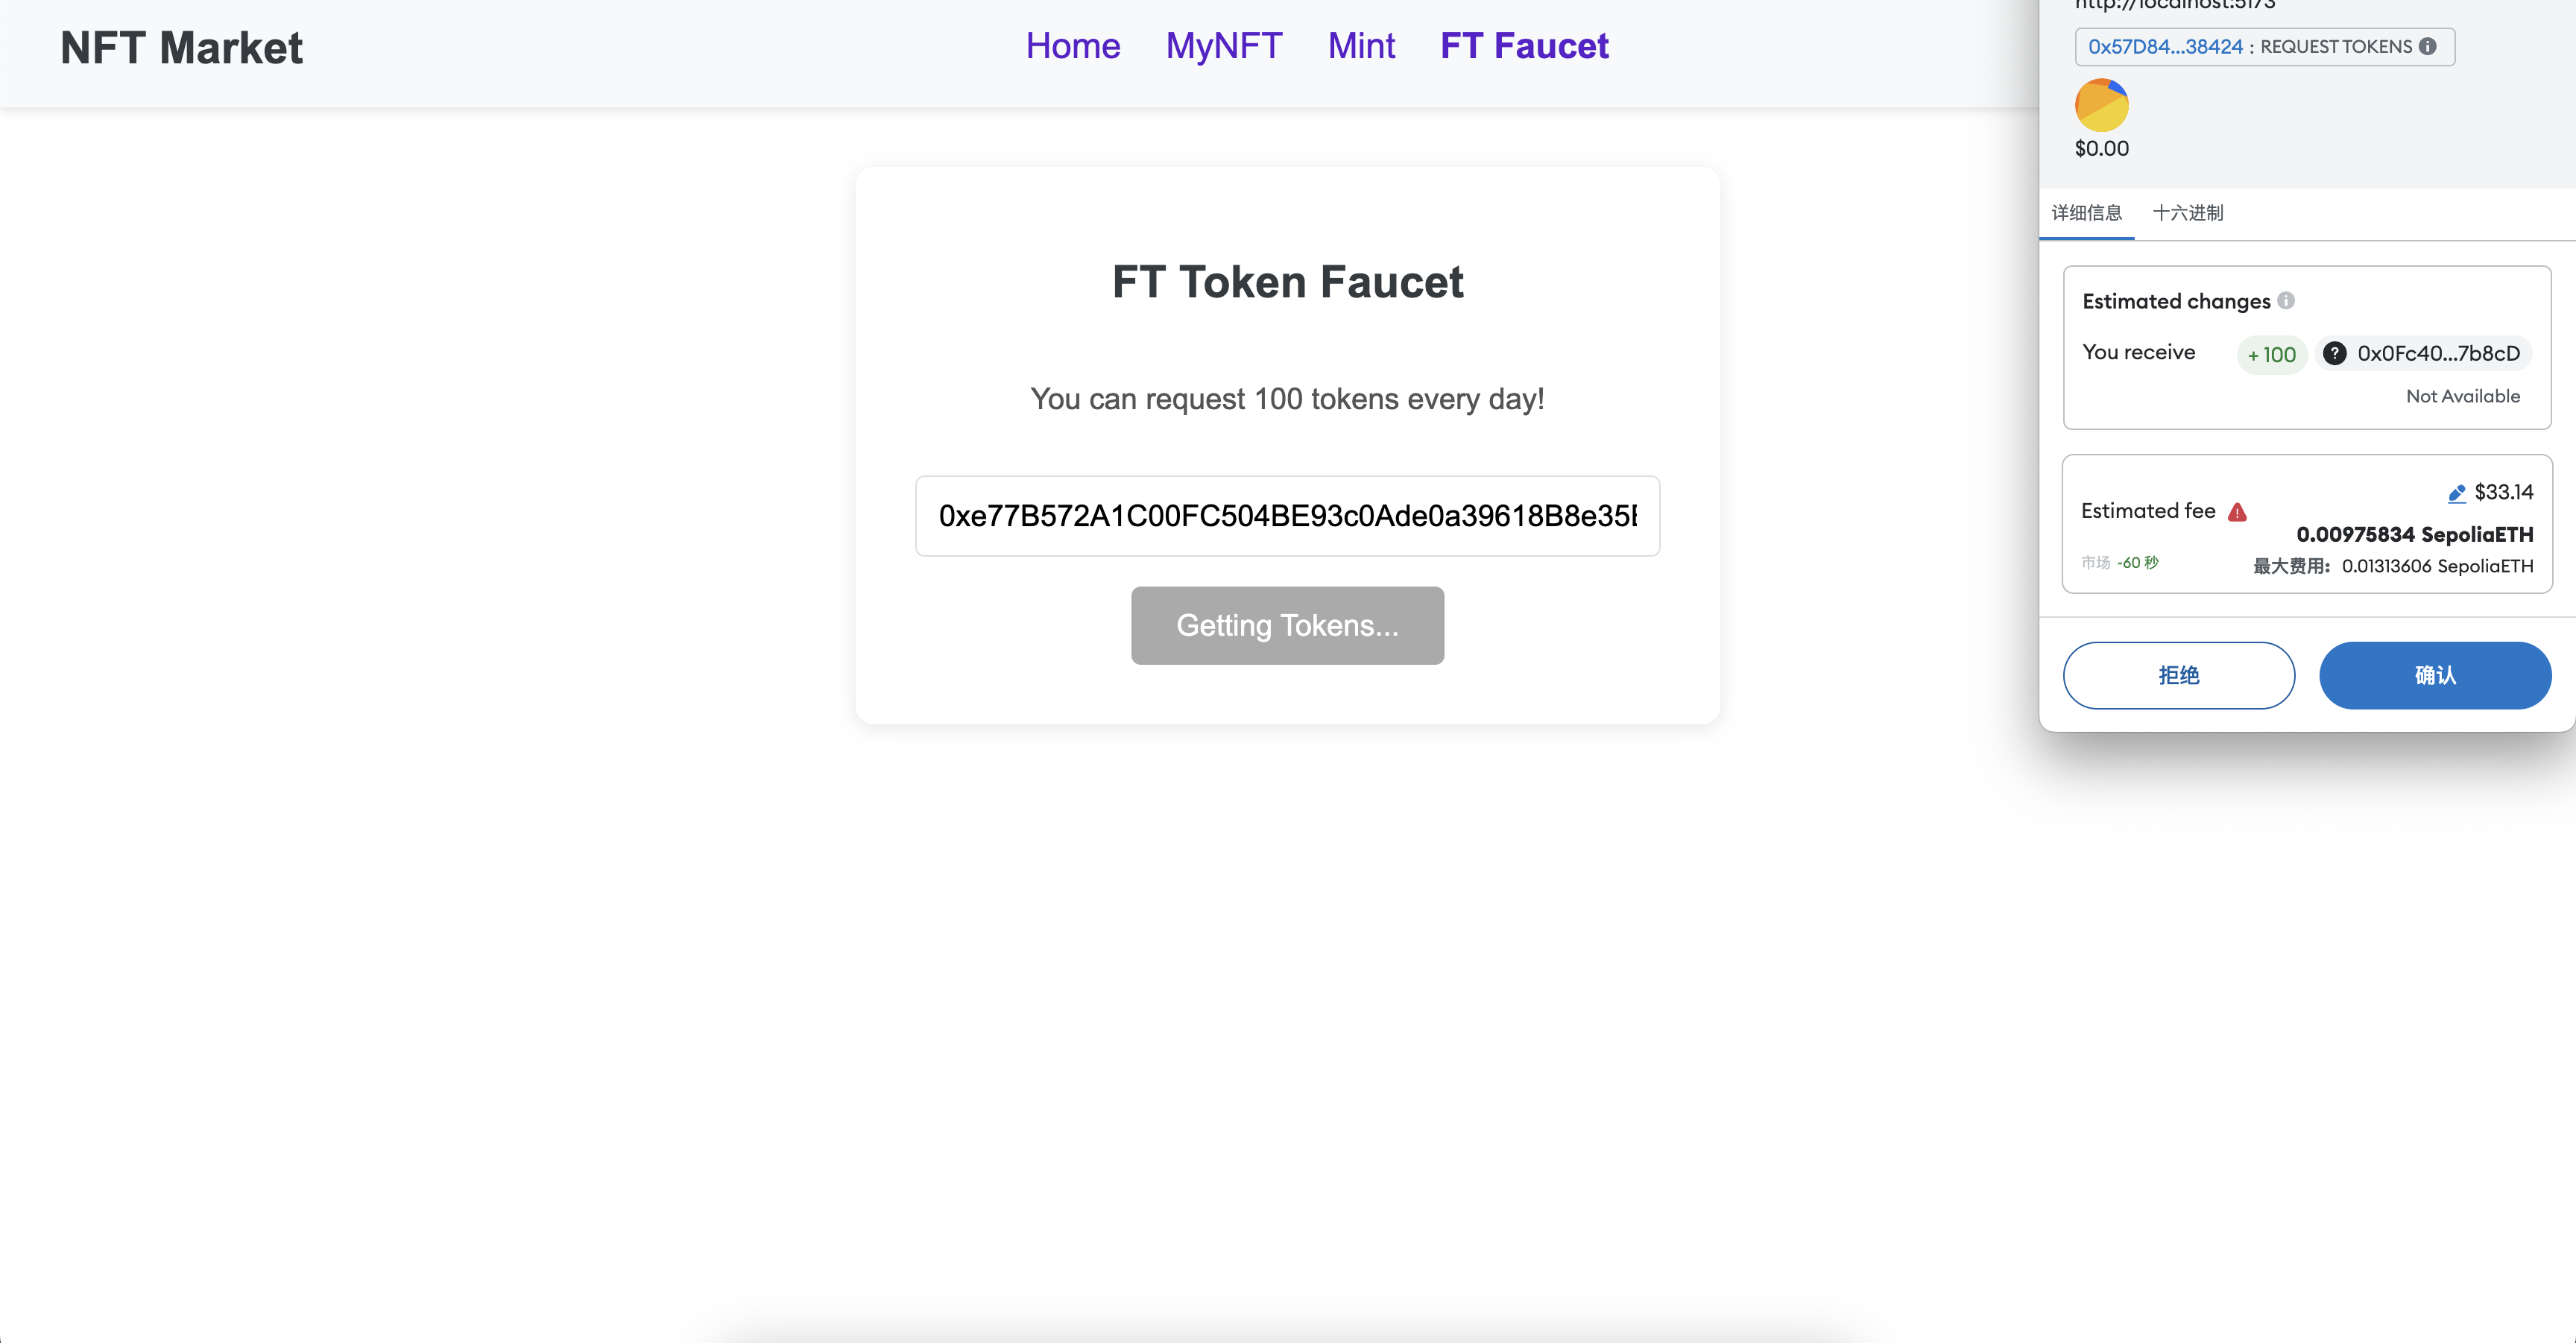 NFT Market
Home MyNFT Mint FT Faucet
FT Token Faucet
You can request 100 tokens every day!
0xe77B572A1C00FC504BE93c0Ade0a39618B8e35
Getting Tokens...
http://localhost:5173
0x57D84...38424 : REQUEST TOKENS
$0.00
详细信息 十六进制
Estimated changes
You receive + 100 ? 0x0Fc40...7b8cD
Not Available
$33.14
Estimated fee
0.00975834 SepoliaETH
市场 ~60 秒 最大费用: 0.01313606 SepoliaETH
拒绝 确认